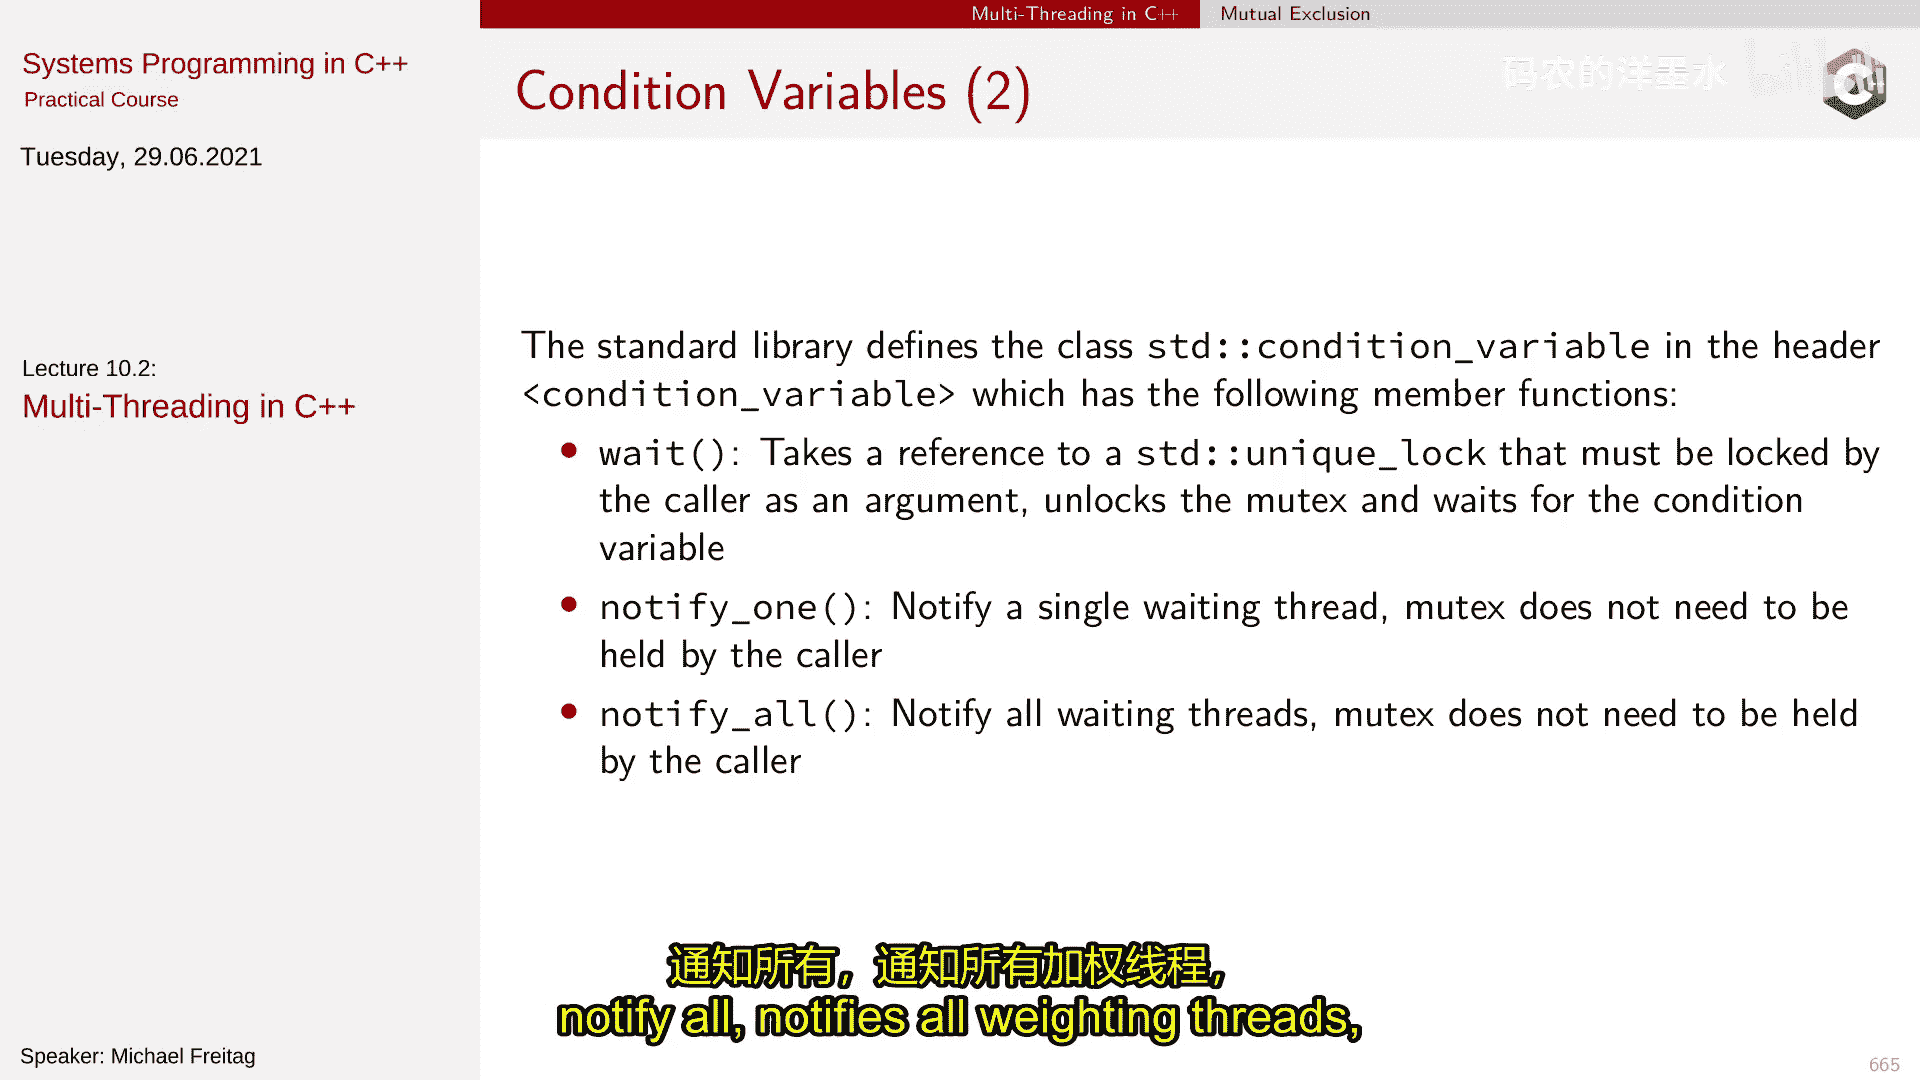 Multi-Threading in C++ Mutual Exclusion
Systems Programming in C++
Practical Course
Tuesday, 29.06.2021
Lecture 10.2:
Multi-Threading in C++
Speaker: Michael Freitag
Condition Variables (2)
码农的洋墨水
The standard library defines the class std::condition_variable in the header
<condition_variable> which has the following member functions:
• wait(): Takes a reference to a std::unique_lock that must be locked by
the caller as an argument, unlocks the mutex and waits for the condition
variable
• notify_one(): Notify a single waiting thread, mutex does not need to be
held by the caller
• notify_all(): Notify all waiting threads, mutex does not need to be held
by the caller
通知所有，通知所有加权线程，
notify all, notifies all weighting threads,
665